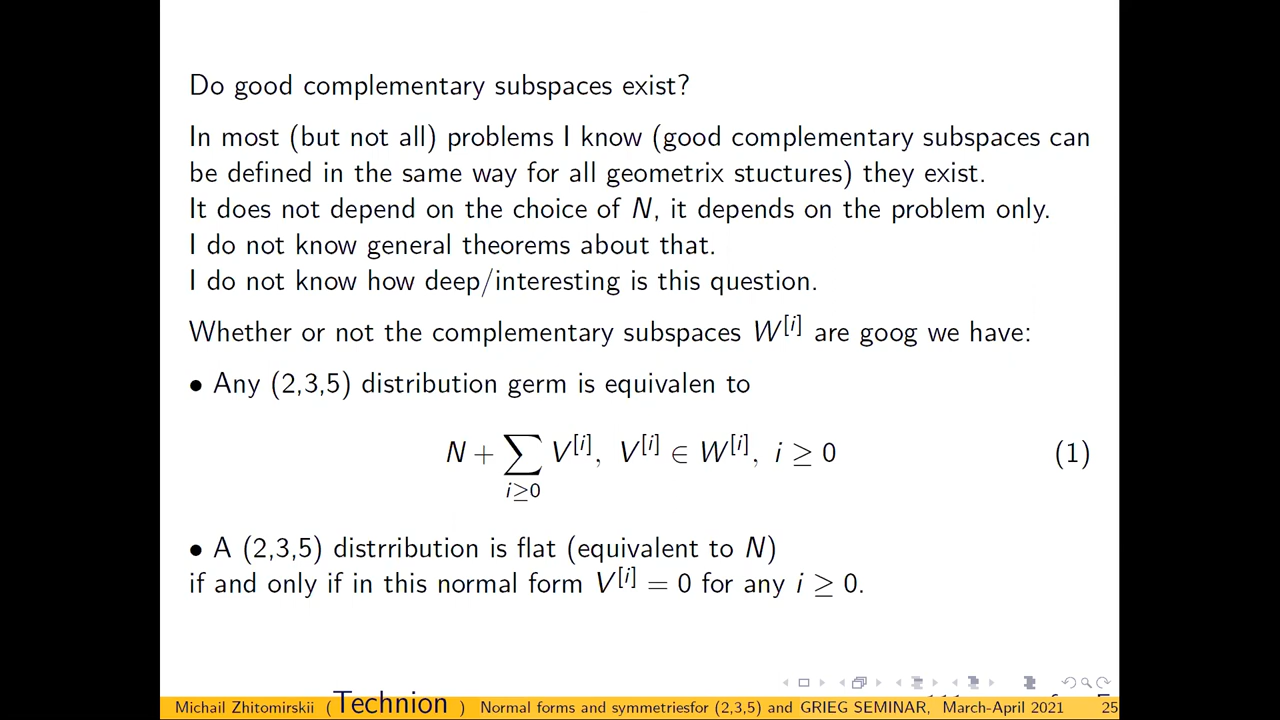 Do good complementary subspaces exist?
In most (but not all) problems I know (good complementary subspaces can
be defined in the same way for all geometrix stuctures) they exist.
It does not depend on the choice of N, it depends on the problem only.
I do not know general theorems about that.
I do not know how deep/interesting is this question.
Whether or not the complementary subspaces W^[i] are goog we have:
• Any (2,3,5) distribution germ is equivalen to
N + ∑_{i≥0} V^[i], V^[i] ∈ W^[i], i ≥ 0 (1)
• A (2,3,5) distrribution is flat (equivalent to N)
if and only if in this normal form V^[i] = 0 for any i ≥ 0.
Michail Zhitomirskii (Technion) Normal forms and symmetriesfor (2,3,5) and GRIEG SEMINAR, March-April 2021 25